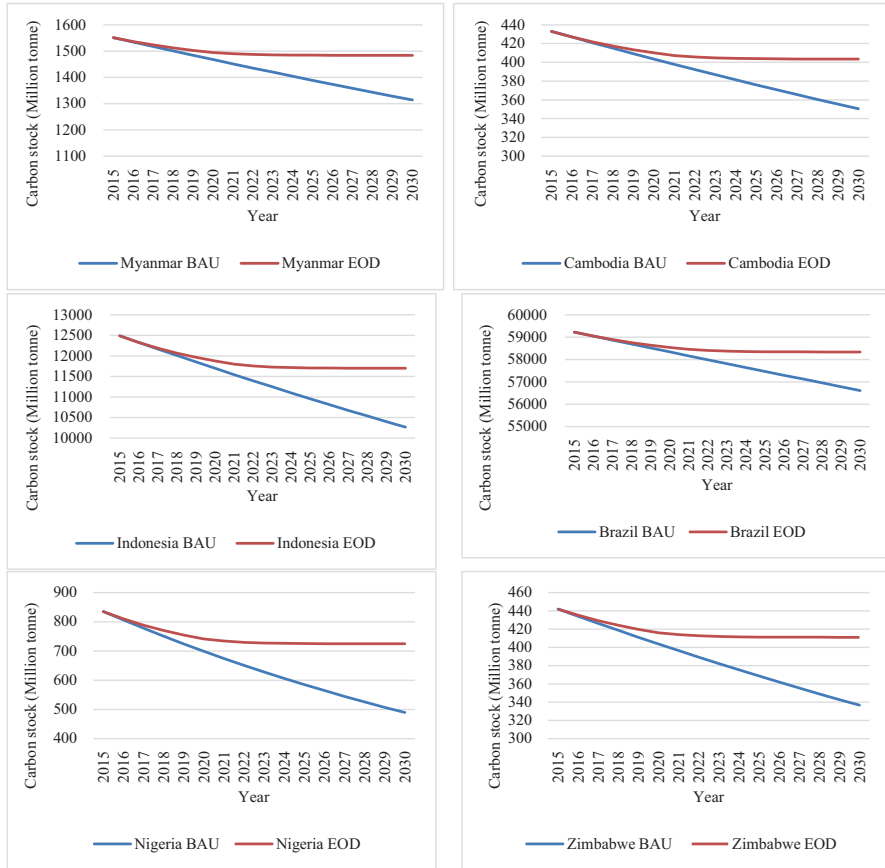 Carbon stock (Million tonne)
1600
1500
1400
1300
1200
1100
2015 2016 2017 2018 2019 2020 2021 2022 2023 2024 2025 2026 2027 2028 2029 2030
Year
Myanmar BAU Myanmar EOD
Carbon stock (Million tonne)
440
420
400
380
360
340
320
300
2015 2016 2017 2018 2019 2020 2021 2022 2023 2024 2025 2026 2027 2028 2029 2030
Year
Cambodia BAU Cambodia EOD
Carbon stock (Million tonne)
13000
12500
12000
11500
11000
10500
10000
2015 2016 2017 2018 2019 2020 2021 2022 2023 2024 2025 2026 2027 2028 2029 2030
Year
Indonesia BAU Indonesia EOD
Carbon stock (Million tonne)
60000
59000
58000
57000
56000
55000
2015 2016 2017 2018 2019 2020 2021 2022 2023 2024 2025 2026 2027 2028 2029 2030
Year
Brazil BAU Brazil EOD
Carbon stock (Million tonne)
900
800
700
600
500
400
2015 2016 2017 2018 2019 2020 2021 2022 2023 2024 2025 2026 2027 2028 2029 2030
Year
Nigeria BAU Nigeria EOD
Carbon stock (Million tonne)
460
440
420
400
380
360
340
320
300
2015 2016 2017 2018 2019 2020 2021 2022 2023 2024 2025 2026 2027 2028 2029 2030
Year
Zimbabwe BAU Zimbabwe EOD